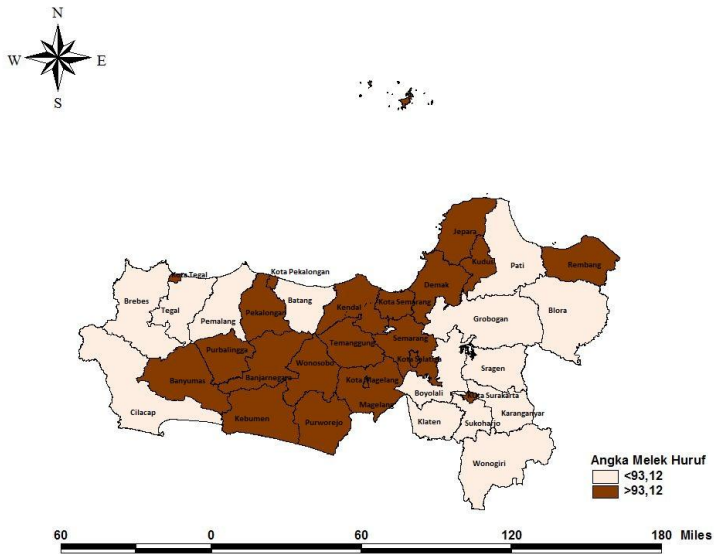 N
W E
S
Jepara
Kudus
Pati
Rembang
Demak
Kota Tegal
Kota Pekalongan
Brebes
Tegal
Pemalang
Pekalongan
Batang
Kendal
Kota Semarang
Grobogan
Blora
Purbalingga
Temanggung
Semarang
Banyumas
Banjarnegara
Wonosobo
Kota Salatiga
Sragen
Kota Magelang
Boyolali
Kota Surakarta
Cilacap
Kebumen
Purworejo
Magelang
Klaten
Sukoharjo
Karanganyar
Wonogiri
Angka Melek Huruf
<93,12
>93,12
60 0 60 120 180 Miles